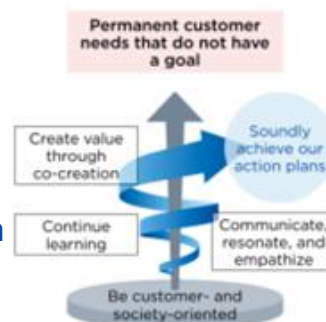 Permanent customer
needs that do not have
a goal
Create value
through
co-creation
Soundly
achieve our
action plans
Continue
learning
Communicate,
resonate, and
empathize
Be customer- and
society-oriented